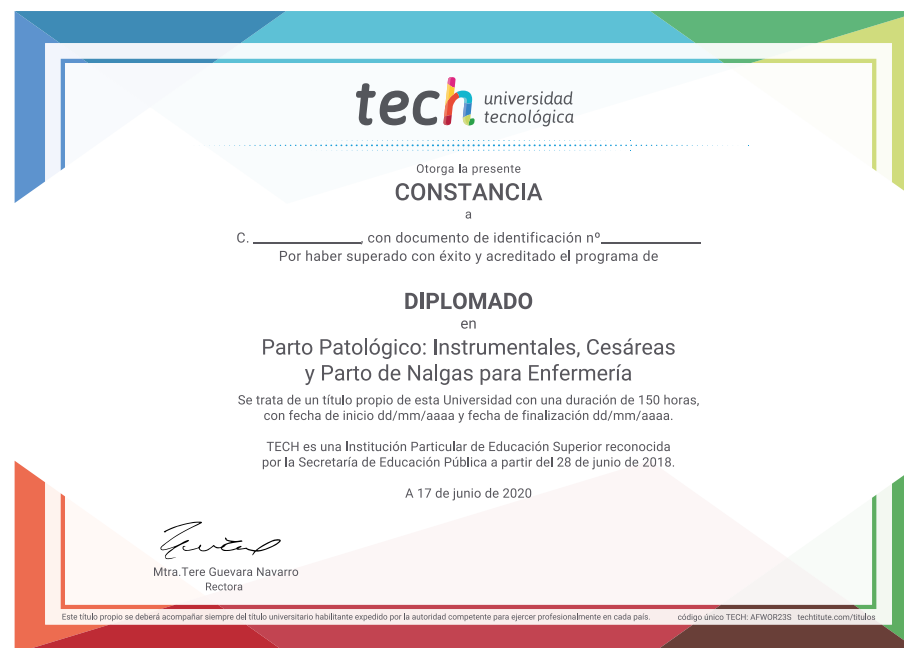 tech universidad
tecnológica
Otorga la presente
CONSTANCIA
a
C. ____________, con documento de identificación nº____________
Por haber superado con éxito y acreditado el programa de
DIPLOMADO
en
Parto Patológico: Instrumentales, Cesáreas
y Parto de Nalgas para Enfermería
Se trata de un título propio de esta Universidad con una duración de 150 horas,
con fecha de inicio dd/mm/aaaa y fecha de finalización dd/mm/aaaa.
TECH es una Institución Particular de Educación Superior reconocida
por la Secretaría de Educación Pública a partir del 28 de junio de 2018.
A 17 de junio de 2020
Mtra.Tere Guevara Navarro
Rectora
Este título propio se deberá acompañar siempre del título universitario habilitante expedido por la autoridad competente para ejercer profesionalmente en cada país. código único TECH: AFWOR23S techtitute.com/titulos